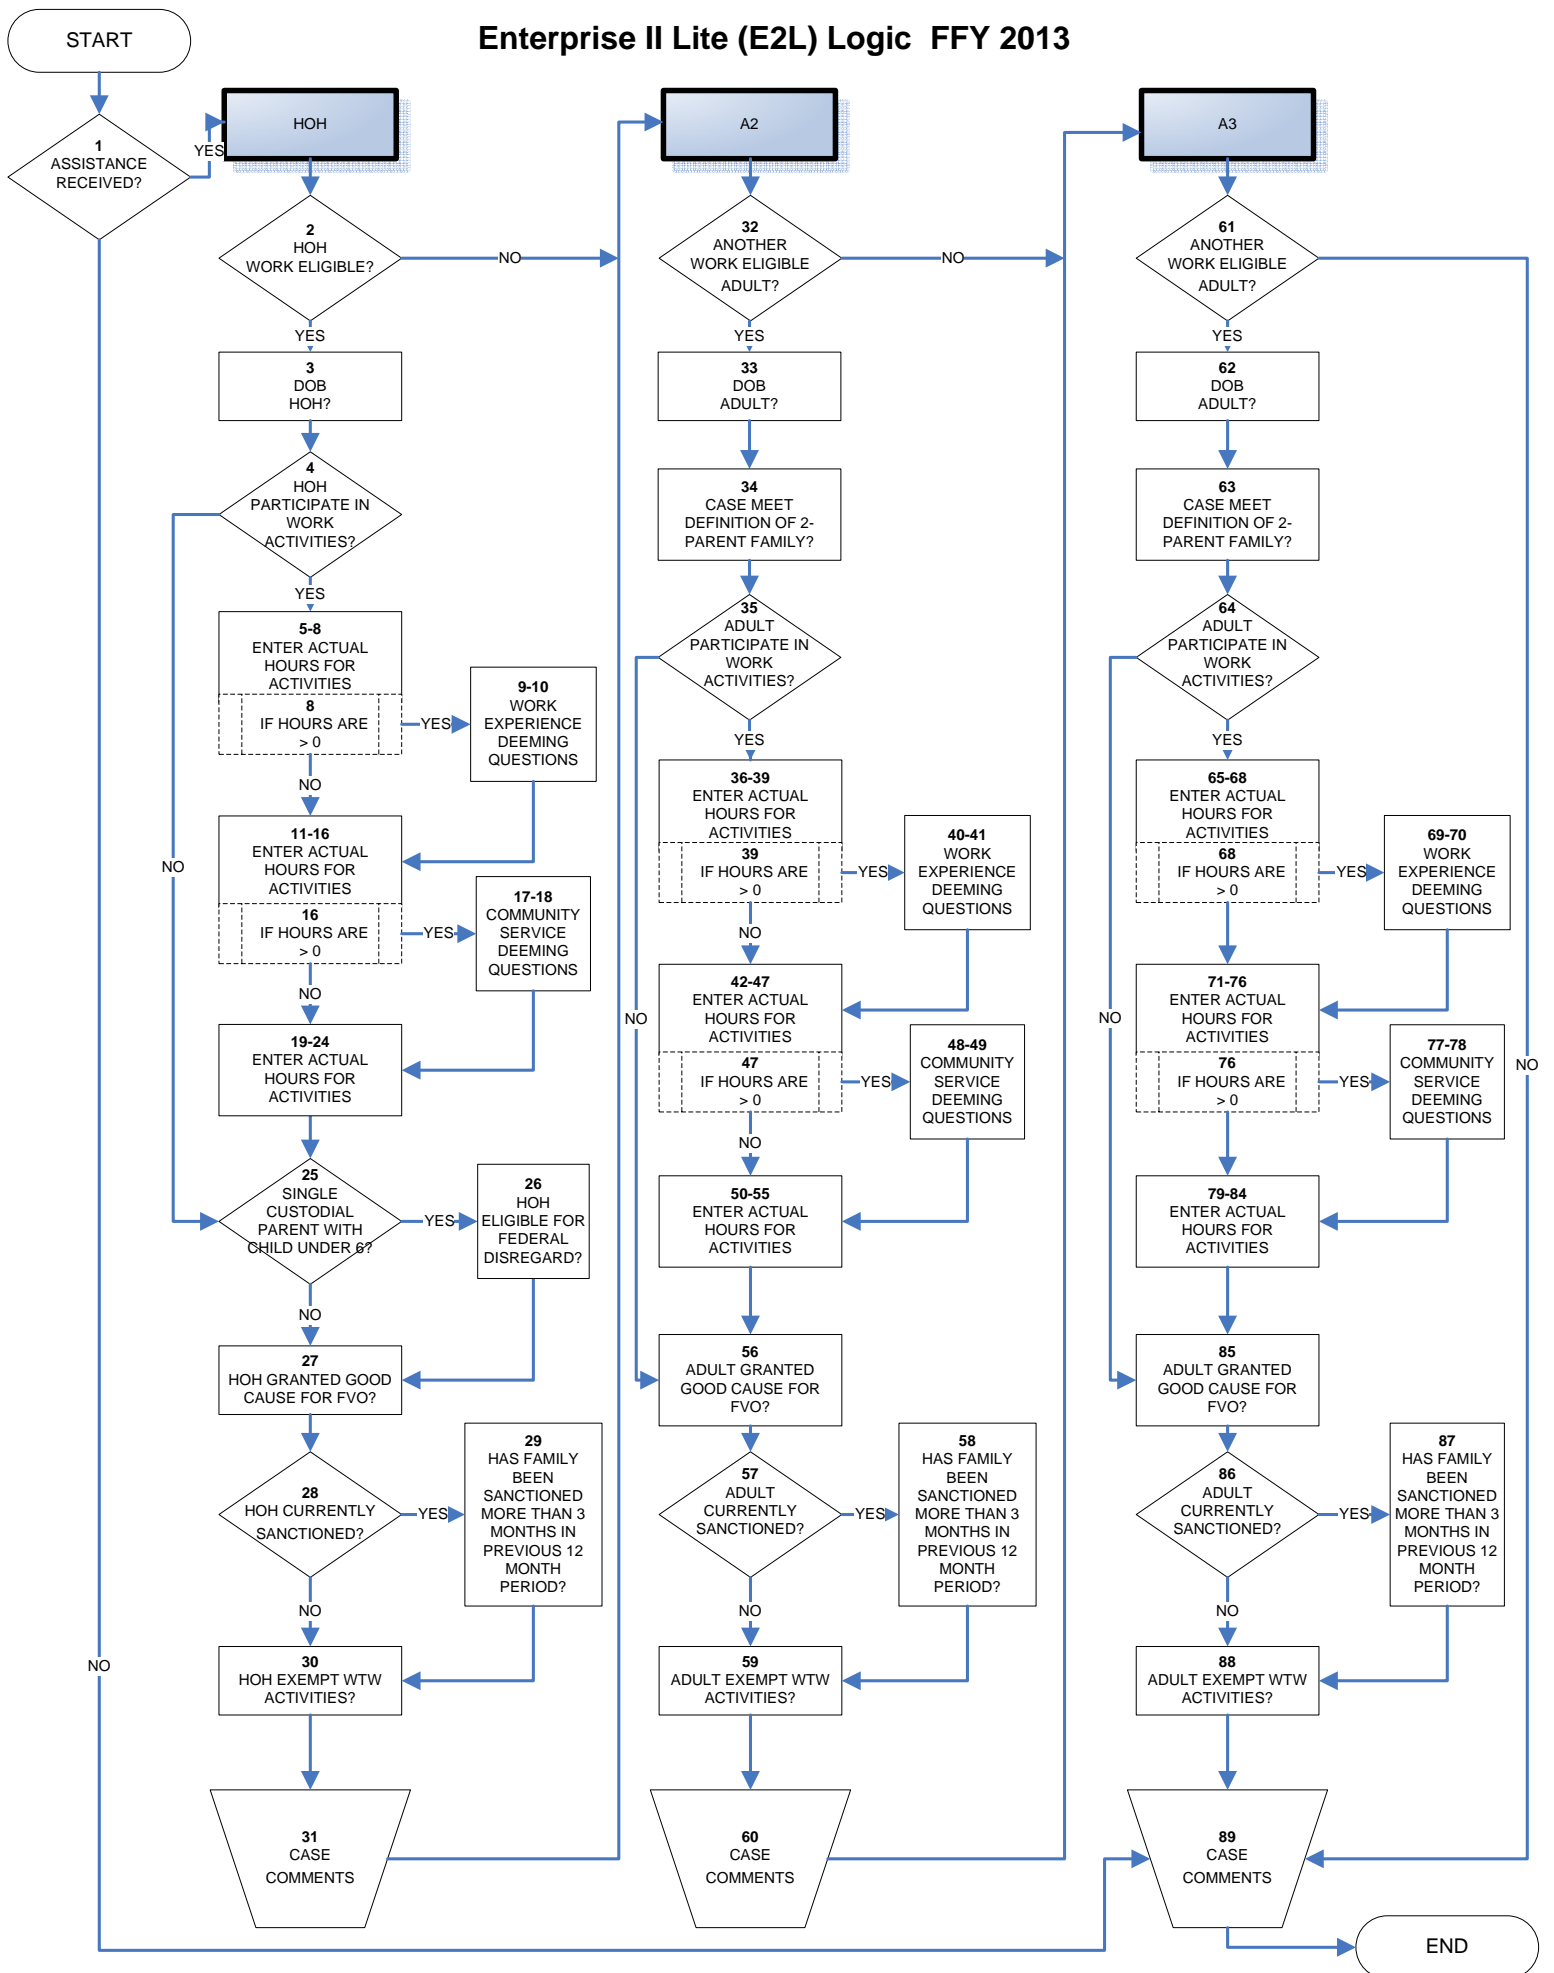 START
Enterprise II Lite (E2L) Logic  FFY 2013
1
ASSISTANCE
RECEIVED?
YES
NO
HOH
2
HOH
WORK ELIGIBLE?
NO
YES
3
DOB
HOH?
4
HOH
PARTICIPATE IN
WORK
ACTIVITIES?
NO
YES
5-8
ENTER ACTUAL
HOURS FOR
ACTIVITIES
8
IF HOURS ARE
> 0
YES
9-10
WORK
EXPERIENCE
DEEMING
QUESTIONS
NO
11-16
ENTER ACTUAL
HOURS FOR
ACTIVITIES
16
IF HOURS ARE
> 0
YES
17-18
COMMUNITY
SERVICE
DEEMING
QUESTIONS
NO
19-24
ENTER ACTUAL
HOURS FOR
ACTIVITIES
25
SINGLE
CUSTODIAL
PARENT WITH
CHILD UNDER 6?
YES
26
HOH
ELIGIBLE FOR
FEDERAL
DISREGARD?
NO
27
HOH GRANTED GOOD
CAUSE FOR FVO?
28
HOH CURRENTLY
SANCTIONED?
YES
29
HAS FAMILY
BEEN
SANCTIONED
MORE THAN 3
MONTHS IN
PREVIOUS 12
MONTH
PERIOD?
NO
30
HOH EXEMPT WTW
ACTIVITIES?
31
CASE
COMMENTS
A2
32
ANOTHER
WORK ELIGIBLE
ADULT?
NO
YES
33
DOB
ADULT?
34
CASE MEET
DEFINITION OF 2-
PARENT FAMILY?
35
ADULT
PARTICIPATE IN
WORK
ACTIVITIES?
NO
YES
36-39
ENTER ACTUAL
HOURS FOR
ACTIVITIES
39
IF HOURS ARE
> 0
YES
40-41
WORK
EXPERIENCE
DEEMING
QUESTIONS
NO
42-47
ENTER ACTUAL
HOURS FOR
ACTIVITIES
47
IF HOURS ARE
> 0
YES
48-49
COMMUNITY
SERVICE
DEEMING
QUESTIONS
NO
50-55
ENTER ACTUAL
HOURS FOR
ACTIVITIES
56
ADULT GRANTED
GOOD CAUSE FOR
FVO?
57
ADULT
CURRENTLY
SANCTIONED?
YES
58
HAS FAMILY
BEEN
SANCTIONED
MORE THAN 3
MONTHS IN
PREVIOUS 12
MONTH
PERIOD?
NO
59
ADULT EXEMPT WTW
ACTIVITIES?
60
CASE
COMMENTS
A3
61
ANOTHER
WORK ELIGIBLE
ADULT?
NO
YES
62
DOB
ADULT?
63
CASE MEET
DEFINITION OF 2-
PARENT FAMILY?
64
ADULT
PARTICIPATE IN
WORK
ACTIVITIES?
NO
YES
65-68
ENTER ACTUAL
HOURS FOR
ACTIVITIES
68
IF HOURS ARE
> 0
YES
69-70
WORK
EXPERIENCE
DEEMING
QUESTIONS
71-76
ENTER ACTUAL
HOURS FOR
ACTIVITIES
76
IF HOURS ARE
> 0
YES
77-78
COMMUNITY
SERVICE
DEEMING
QUESTIONS
79-84
ENTER ACTUAL
HOURS FOR
ACTIVITIES
85
ADULT GRANTED
GOOD CAUSE FOR
FVO?
86
ADULT
CURRENTLY
SANCTIONED?
YES
87
HAS FAMILY
BEEN
SANCTIONED
MORE THAN 3
MONTHS IN
PREVIOUS 12
MONTH
PERIOD?
NO
88
ADULT EXEMPT WTW
ACTIVITIES?
89
CASE
COMMENTS
END